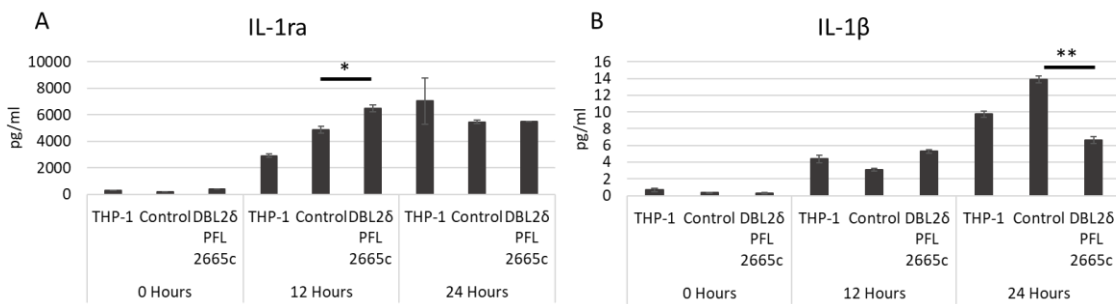 A
IL-1ra
*
10000
8000
6000
4000
2000
0
pg/ml
THP-1 Control DBL2δ PFL 2665c THP-1 Control DBL2δ PFL 2665c THP-1 Control DBL2δ PFL 2665c
0 Hours 12 Hours 24 Hours
B
IL-1β
**
16
14
12
10
8
6
4
2
0
pg/ml
THP-1 Control DBL2δ PFL 2665c THP-1 Control DBL2δ PFL 2665c THP-1 Control DBL2δ PFL 2665c
0 Hours 12 Hours 24 Hours